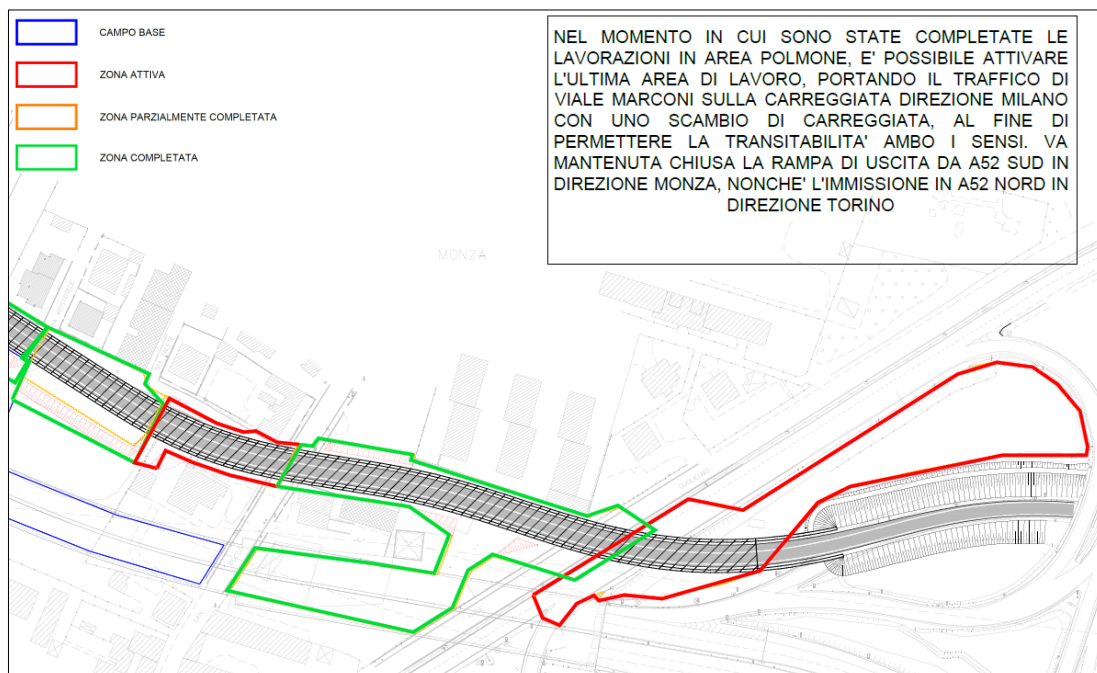 CAMPO BASE
ZONA ATTIVA
ZONA PARZIALMENTE COMPLETATA
ZONA COMPLETATA
NEL MOMENTO IN CUI SONO STATE COMPLETATE LE
LAVORAZIONI IN AREA POLMONE, E' POSSIBILE ATTIVARE
L'ULTIMA AREA DI LAVORO, PORTANDO IL TRAFFICO DI
VIALE MARCONI SULLA CARREGGIATA DIREZIONE MILANO
CON UNO SCAMBIO DI CARREGGIATA, AL FINE DI
PERMETTERE LA TRANSITABILITA' AMBO I SENSI. VA
MANTENUTA CHIUSA LA RAMPA DI USCITA DA A52 SUD IN
DIREZIONE MONZA, NONCHE' L'IMMISSIONE IN A52 NORD IN
DIREZIONE TORINO
MONZA